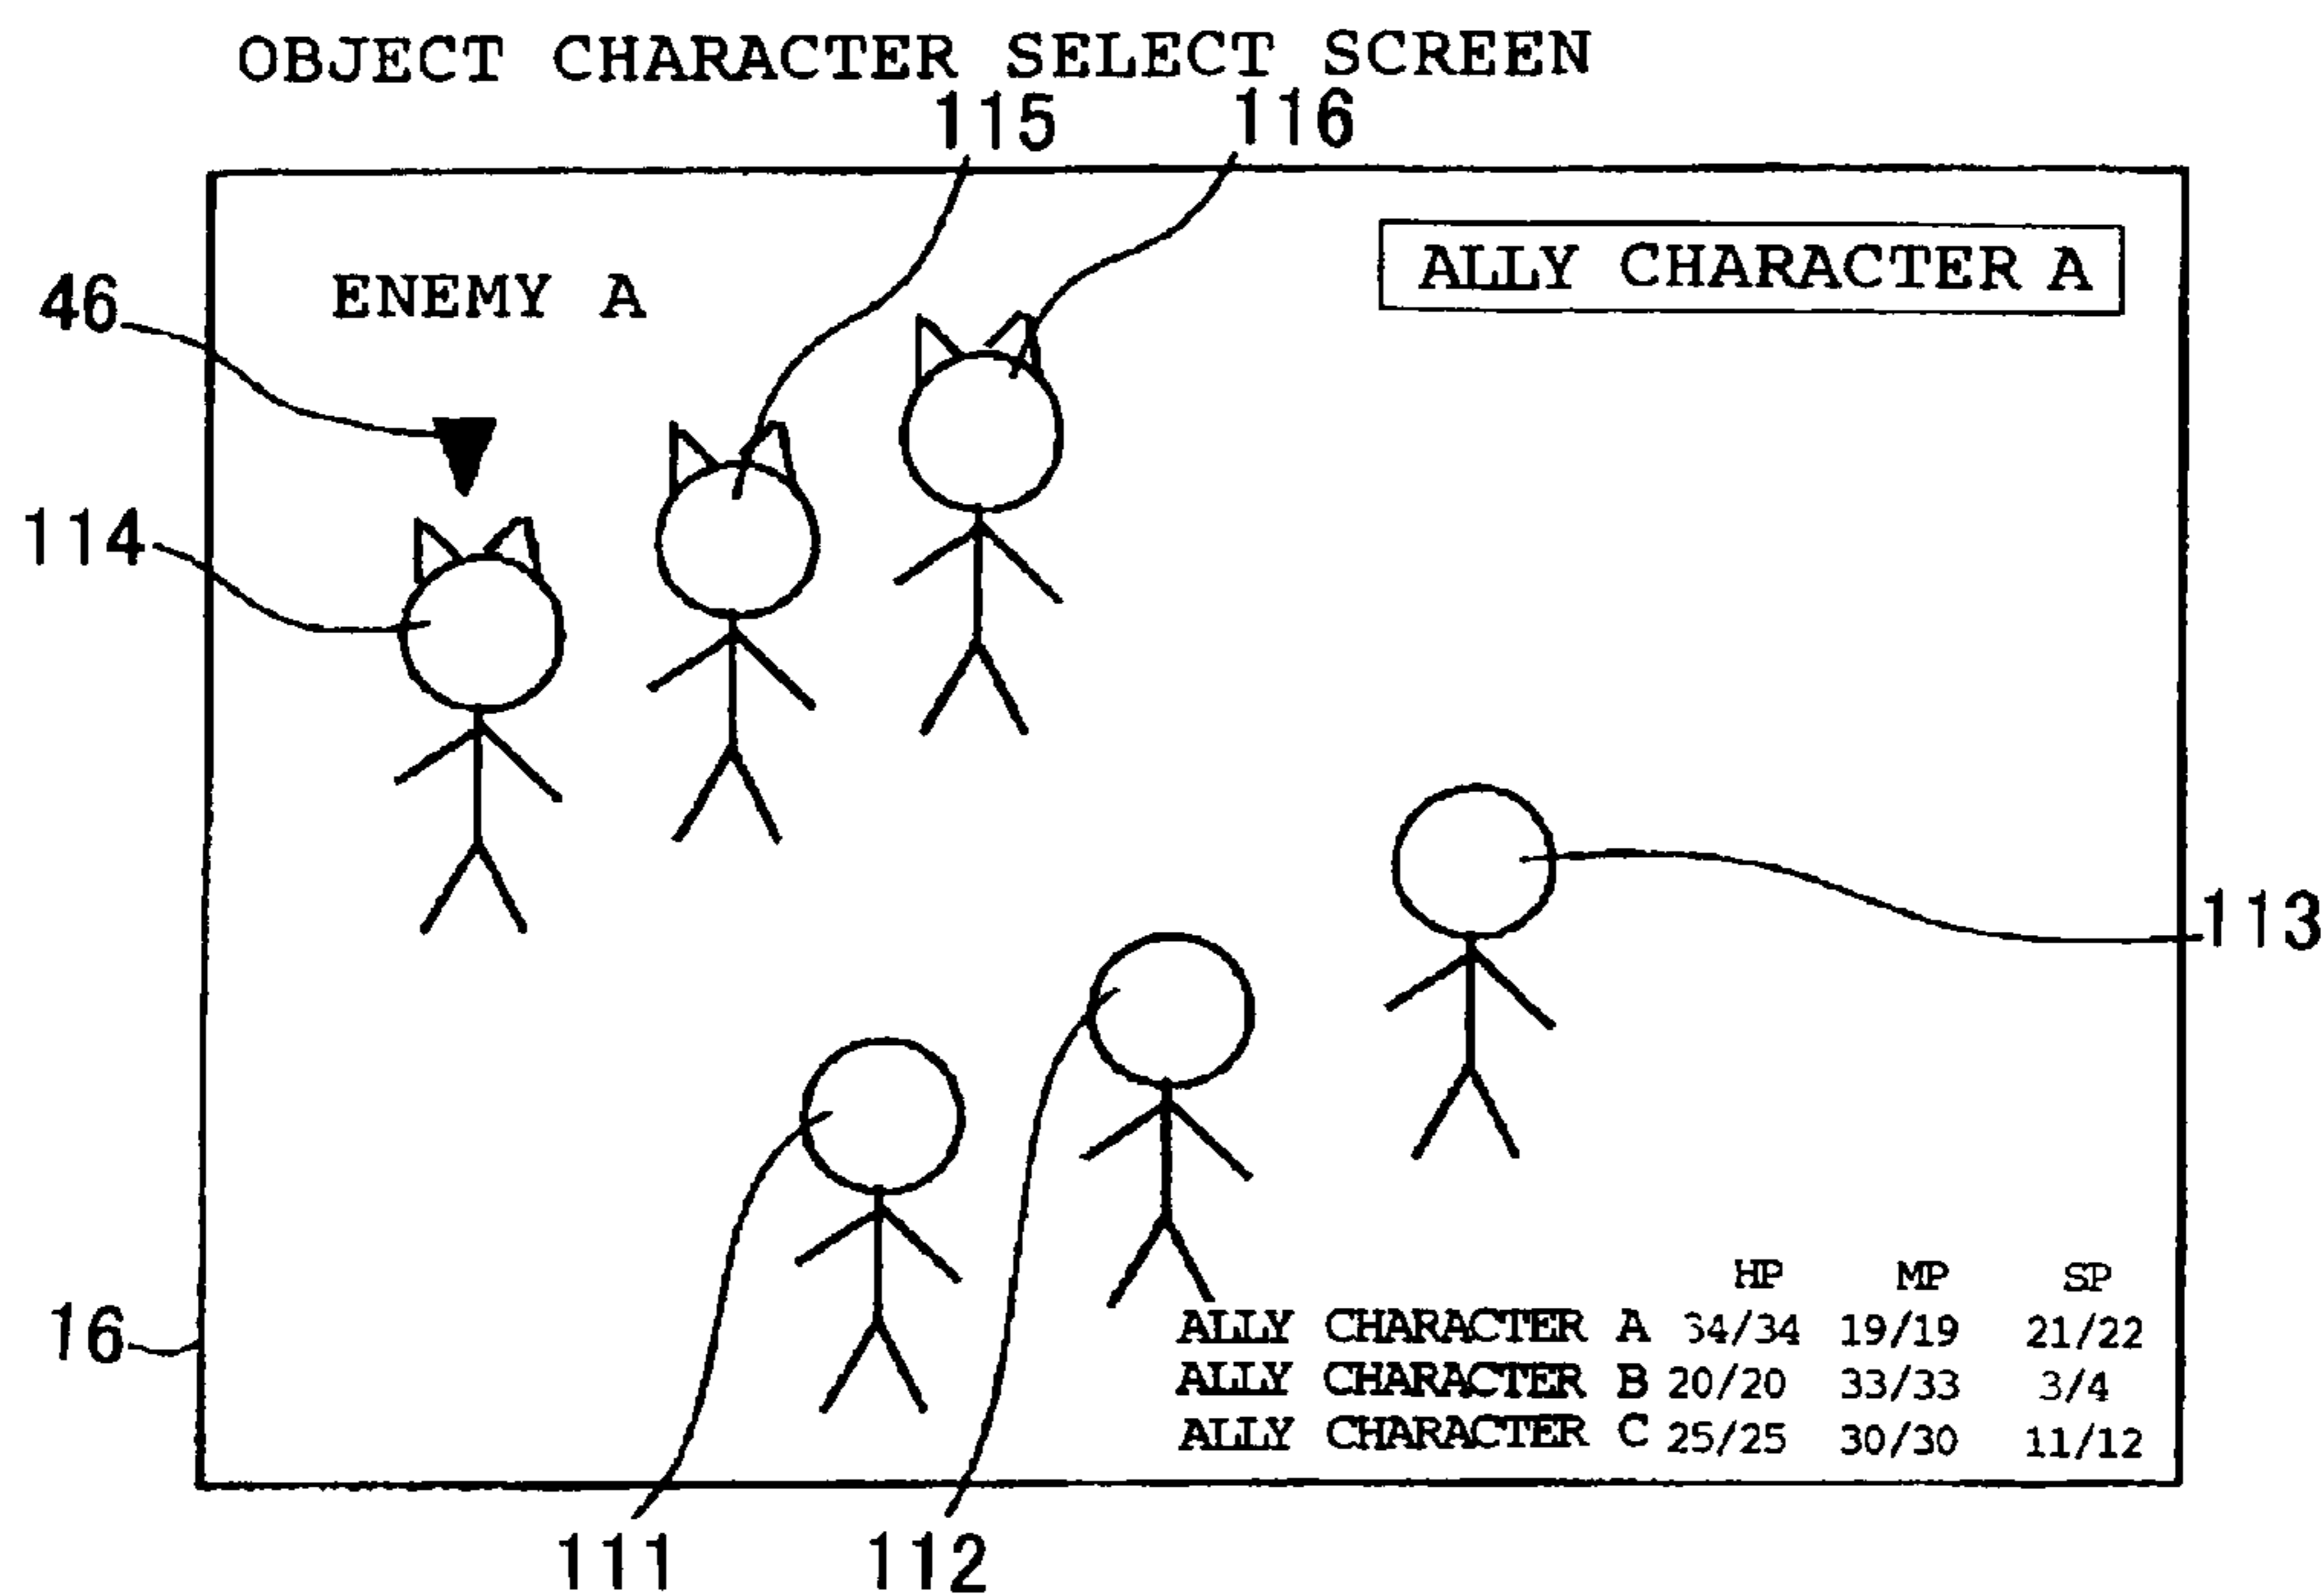 OBJECT CHARACTER SELECT SCREEN
115 116
ENEMY A
ALLY CHARACTER A
46
114
113
HP MP SP
ALLY CHARACTER A 34/34 19/19 21/22
ALLY CHARACTER B 20/20 33/33 3/4
ALLY CHARACTER C 25/25 30/30 11/12
16
111 112